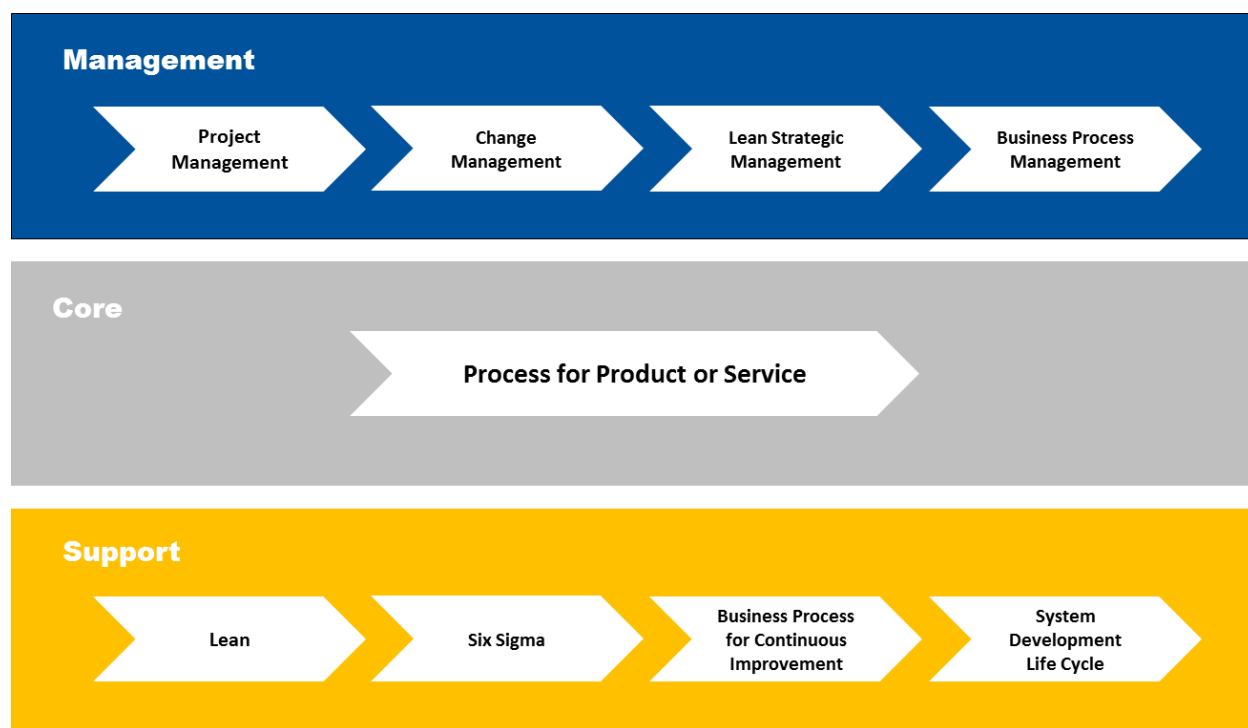 Management
Project
Management
Change
Management
Lean Strategic
Management
Business Process
Management
Core
Process for Product or Service
Support
Lean
Six Sigma
Business Process
for Continuous
Improvement
System
Development
Life Cycle